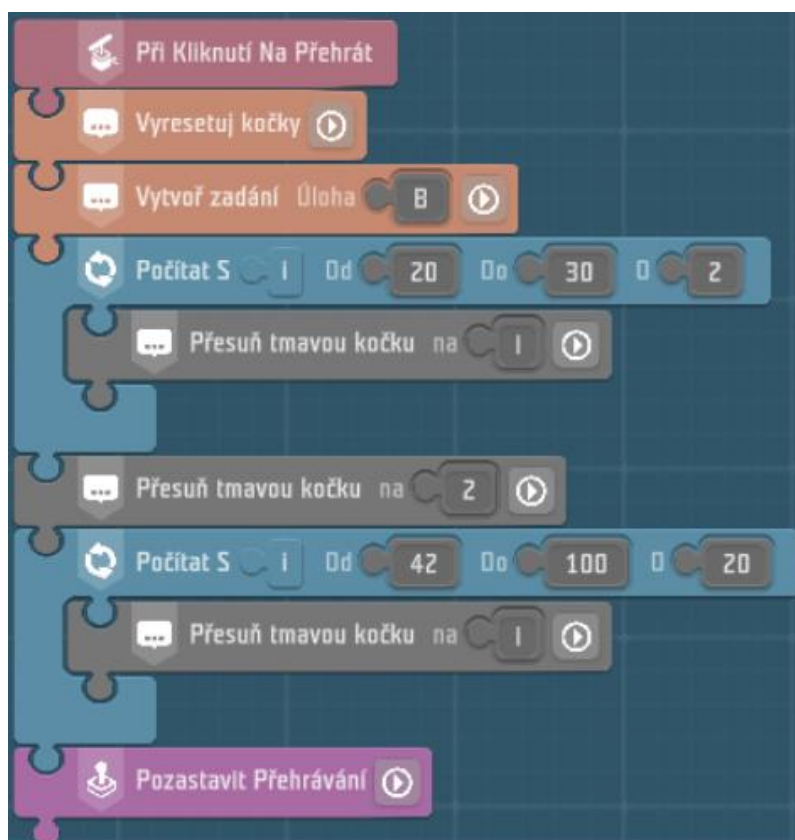 Při Kliknutí Na Přehrát
Vyresetuj kočky
Vytvoř zadání Úloha B
Počítat S i Od 20 Do 30 O 2
Přesuň tmavou kočku na I
Přesuň tmavou kočku na 2
Počítat S i Od 42 Do 100 O 20
Přesuň tmavou kočku na I
Pozastavit Přehrávání